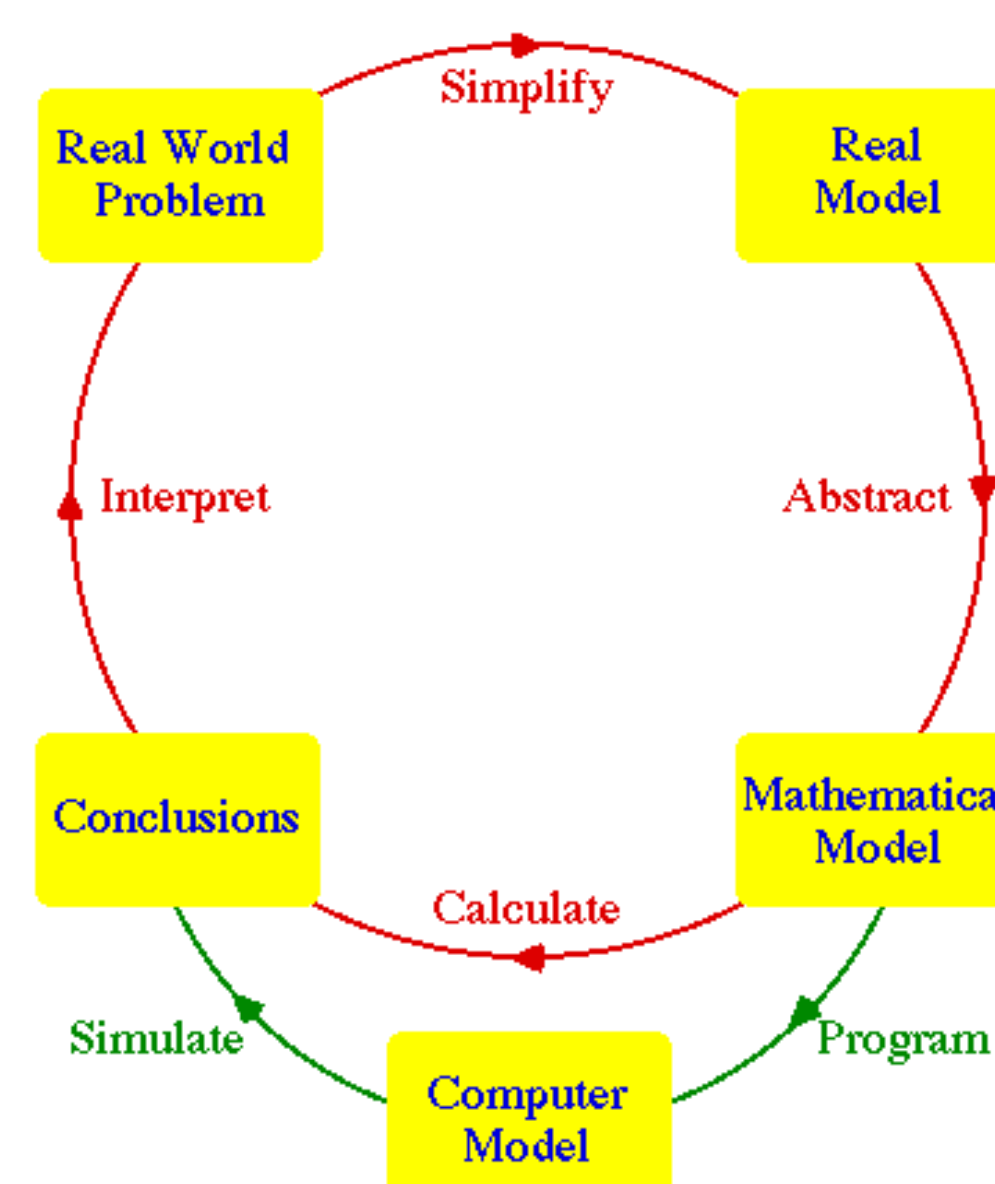 Simplify
Real World
Problem
Real
Model
Interpret
Abstract
Conclusions
Mathematica
Model
Calculate
Simulate
Program
Computer
Model